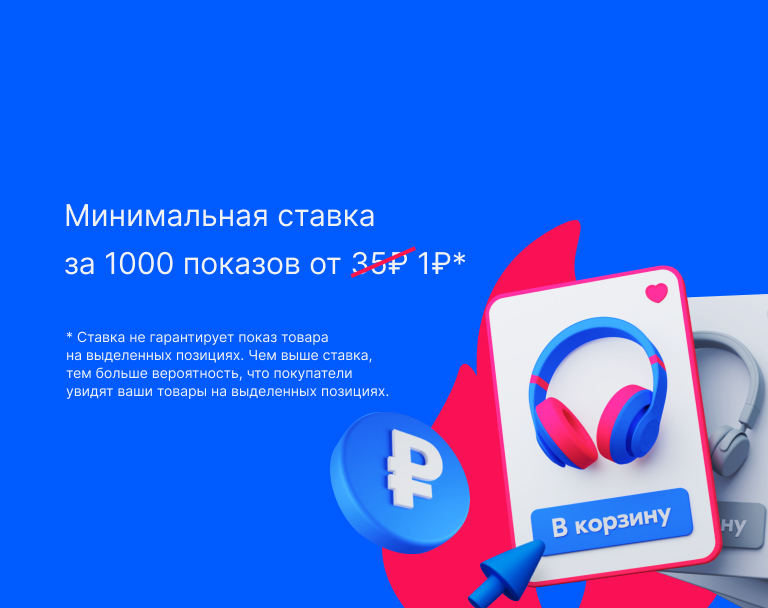 Минимальная ставка
за 1000 показов от 35₽ 1₽*
* Ставка не гарантирует показ товара
на выделенных позициях. Чем выше ставка,
тем больше вероятность, что покупатели
увидят ваши товары на выделенных позициях.
₽
В корзину
ну